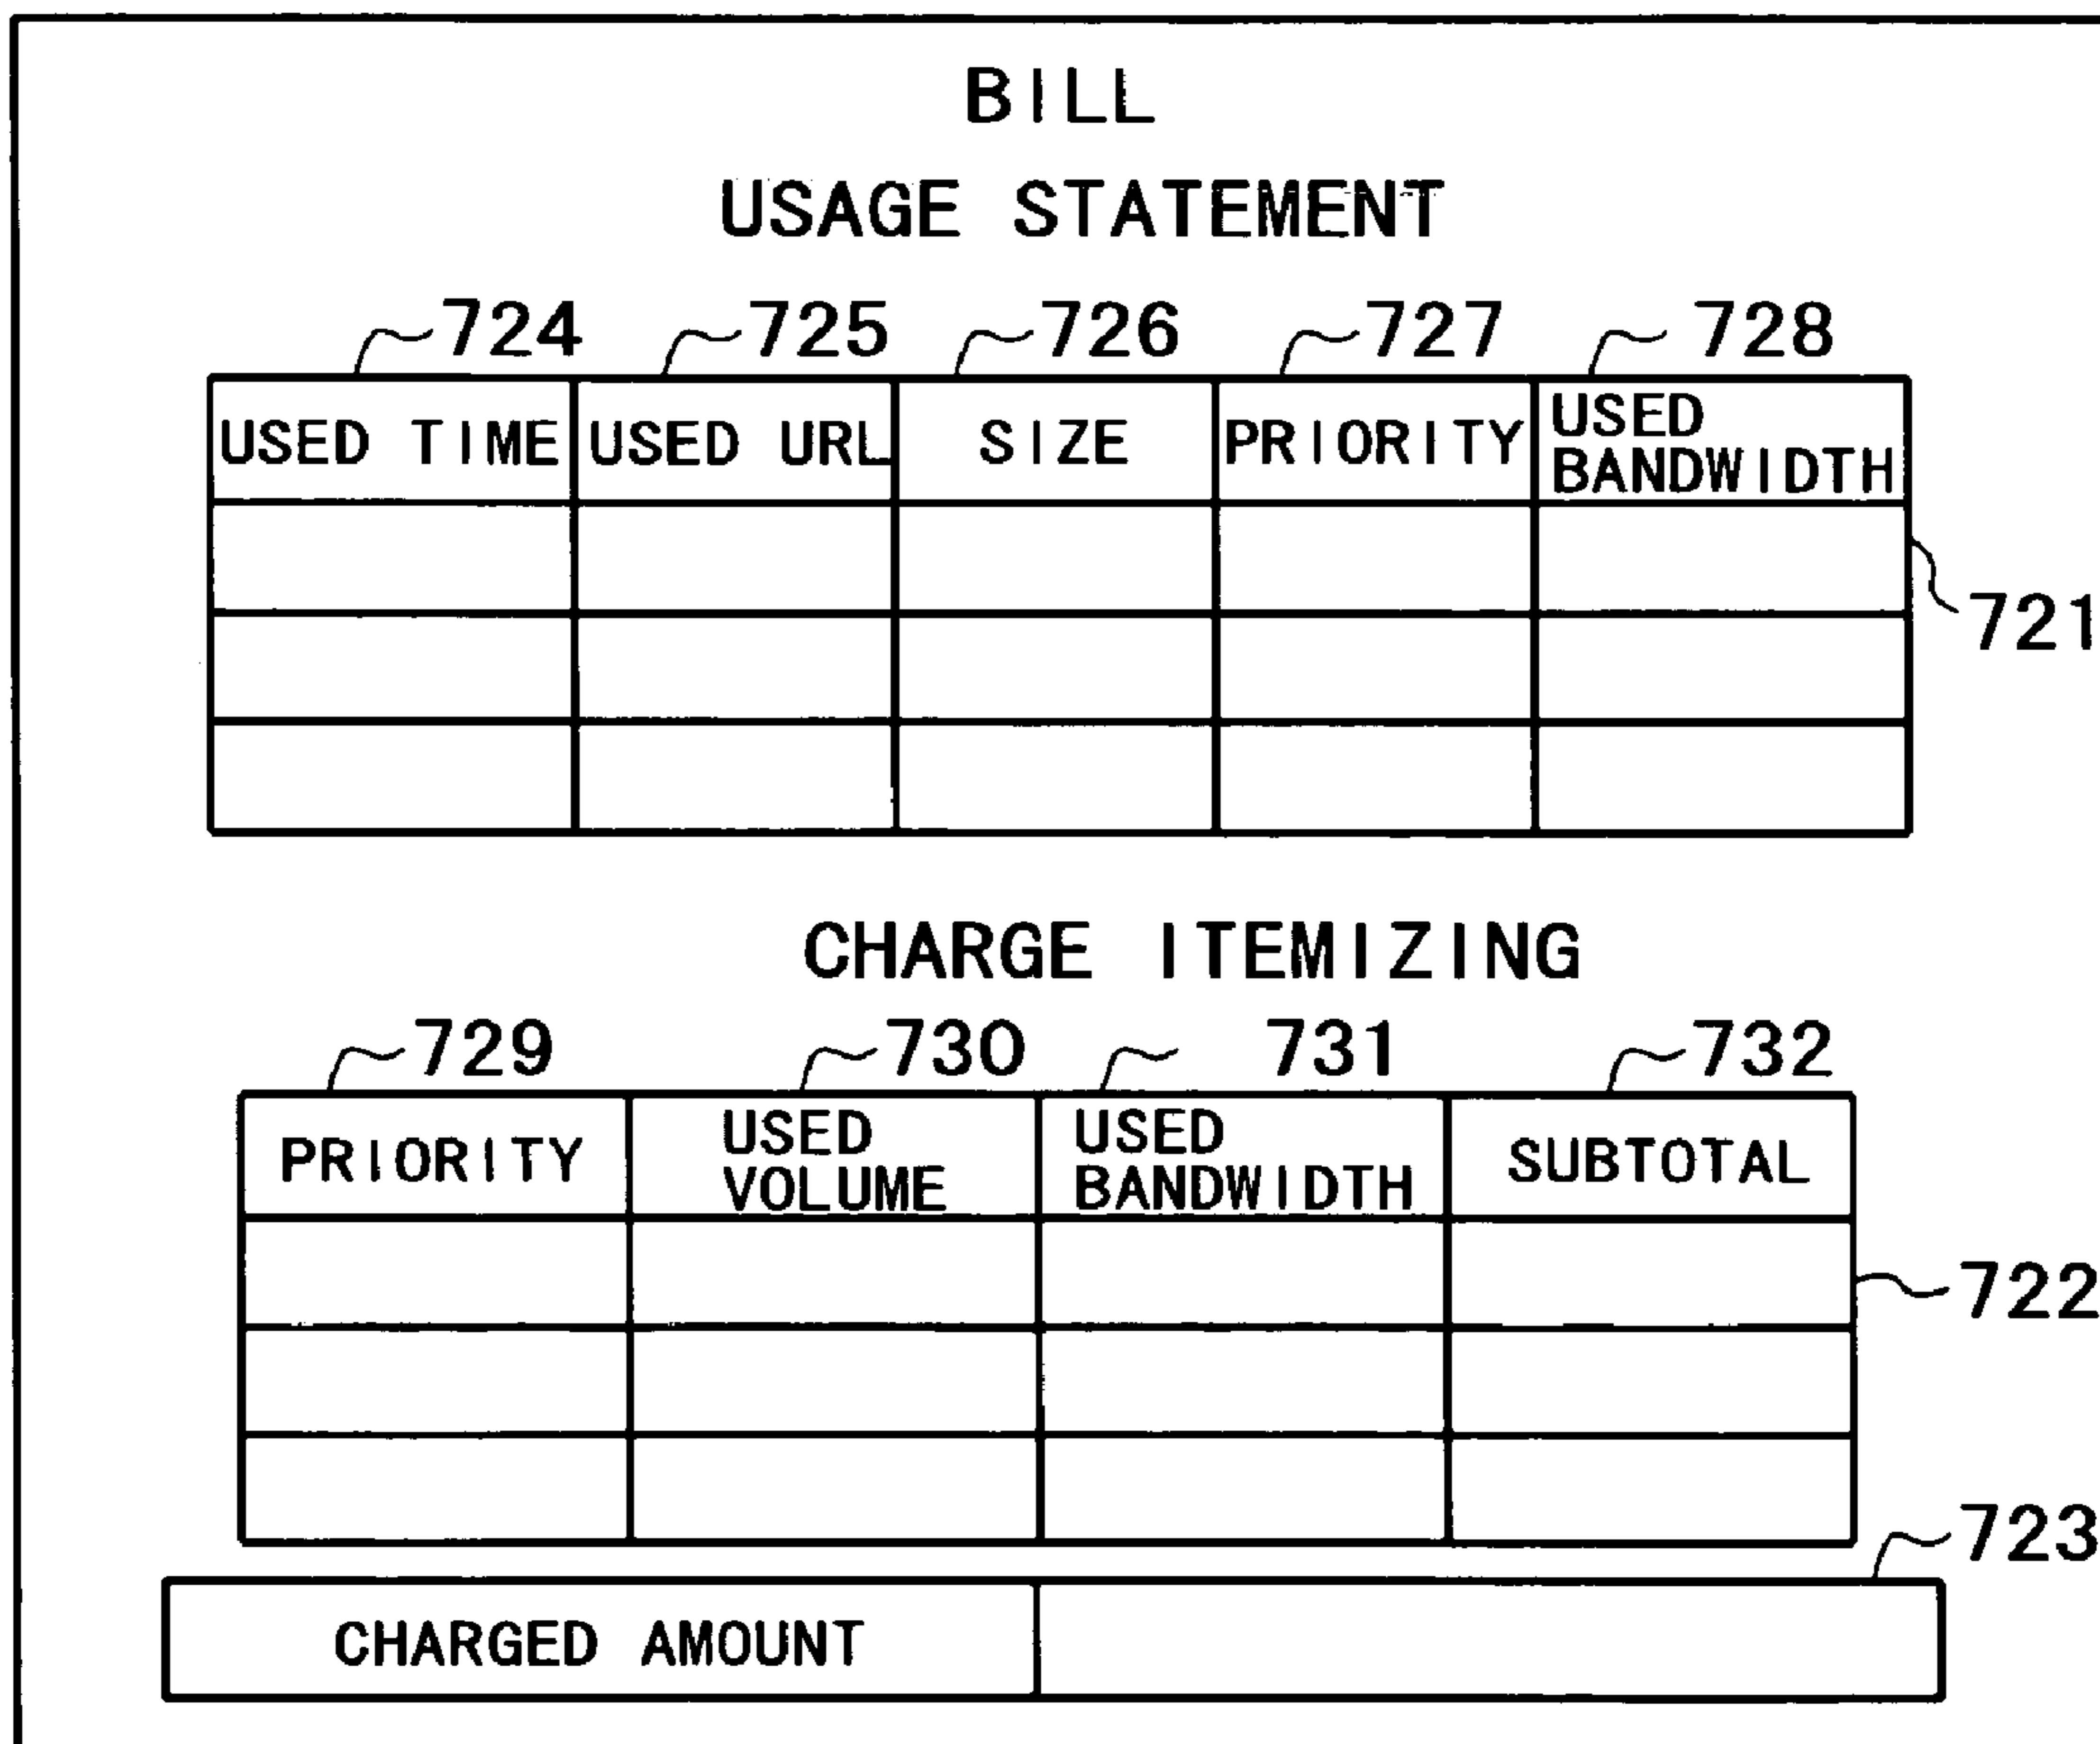 BILL
USAGE STATEMENT
724 725 726 727 728
USED TIME USED URL SIZE PRIORITY USED BANDWIDTH
721
CHARGE ITEMIZING
729 730 731 732
PRIORITY USED VOLUME USED BANDWIDTH SUBTOTAL
722
723
CHARGED AMOUNT